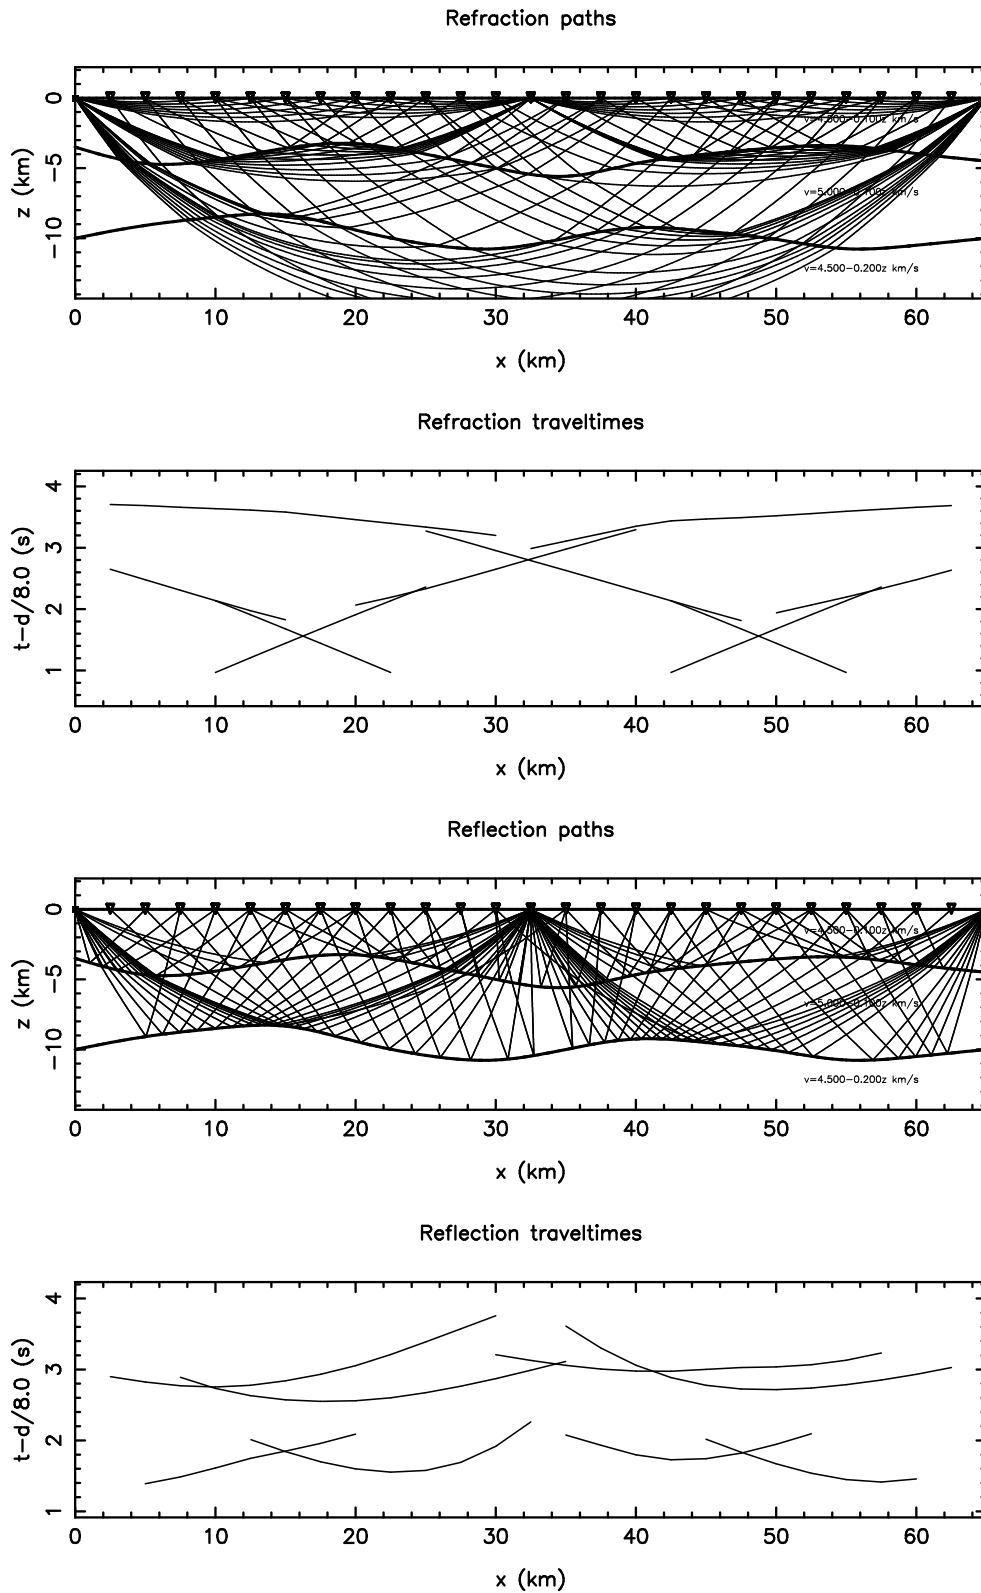 Refraction paths
0
−5
−10
z (km)
v=4.500−0.100z km/s
v=5.000−0.100z km/s
v=4.500−0.200z km/s
0 10 20 30 40 50 60
x (km)
Refraction traveltimes
4
3
2
1
t−d/8.0 (s)
0 10 20 30 40 50 60
x (km)
Reflection paths
0
−5
−10
z (km)
v=4.500−0.100z km/s
v=5.000−0.100z km/s
v=4.500−0.200z km/s
0 10 20 30 40 50 60
x (km)
Reflection traveltimes
4
3
2
1
t−d/8.0 (s)
0 10 20 30 40 50 60
x (km)